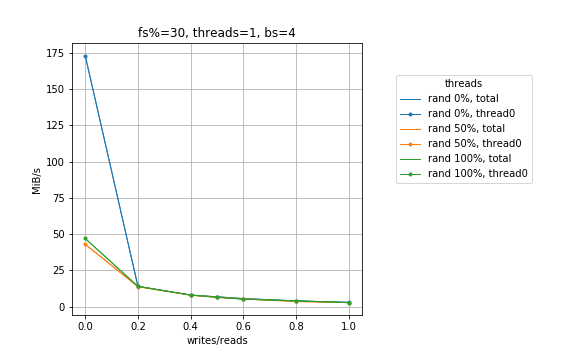 fs%=30, threads=1, bs=4
threads
rand 0%, total
rand 0%, thread0
rand 50%, total
rand 50%, thread0
rand 100%, total
rand 100%, thread0
MiB/s
175
150
125
100
75
50
25
0
0.0 0.2 0.4 0.6 0.8 1.0
writes/reads